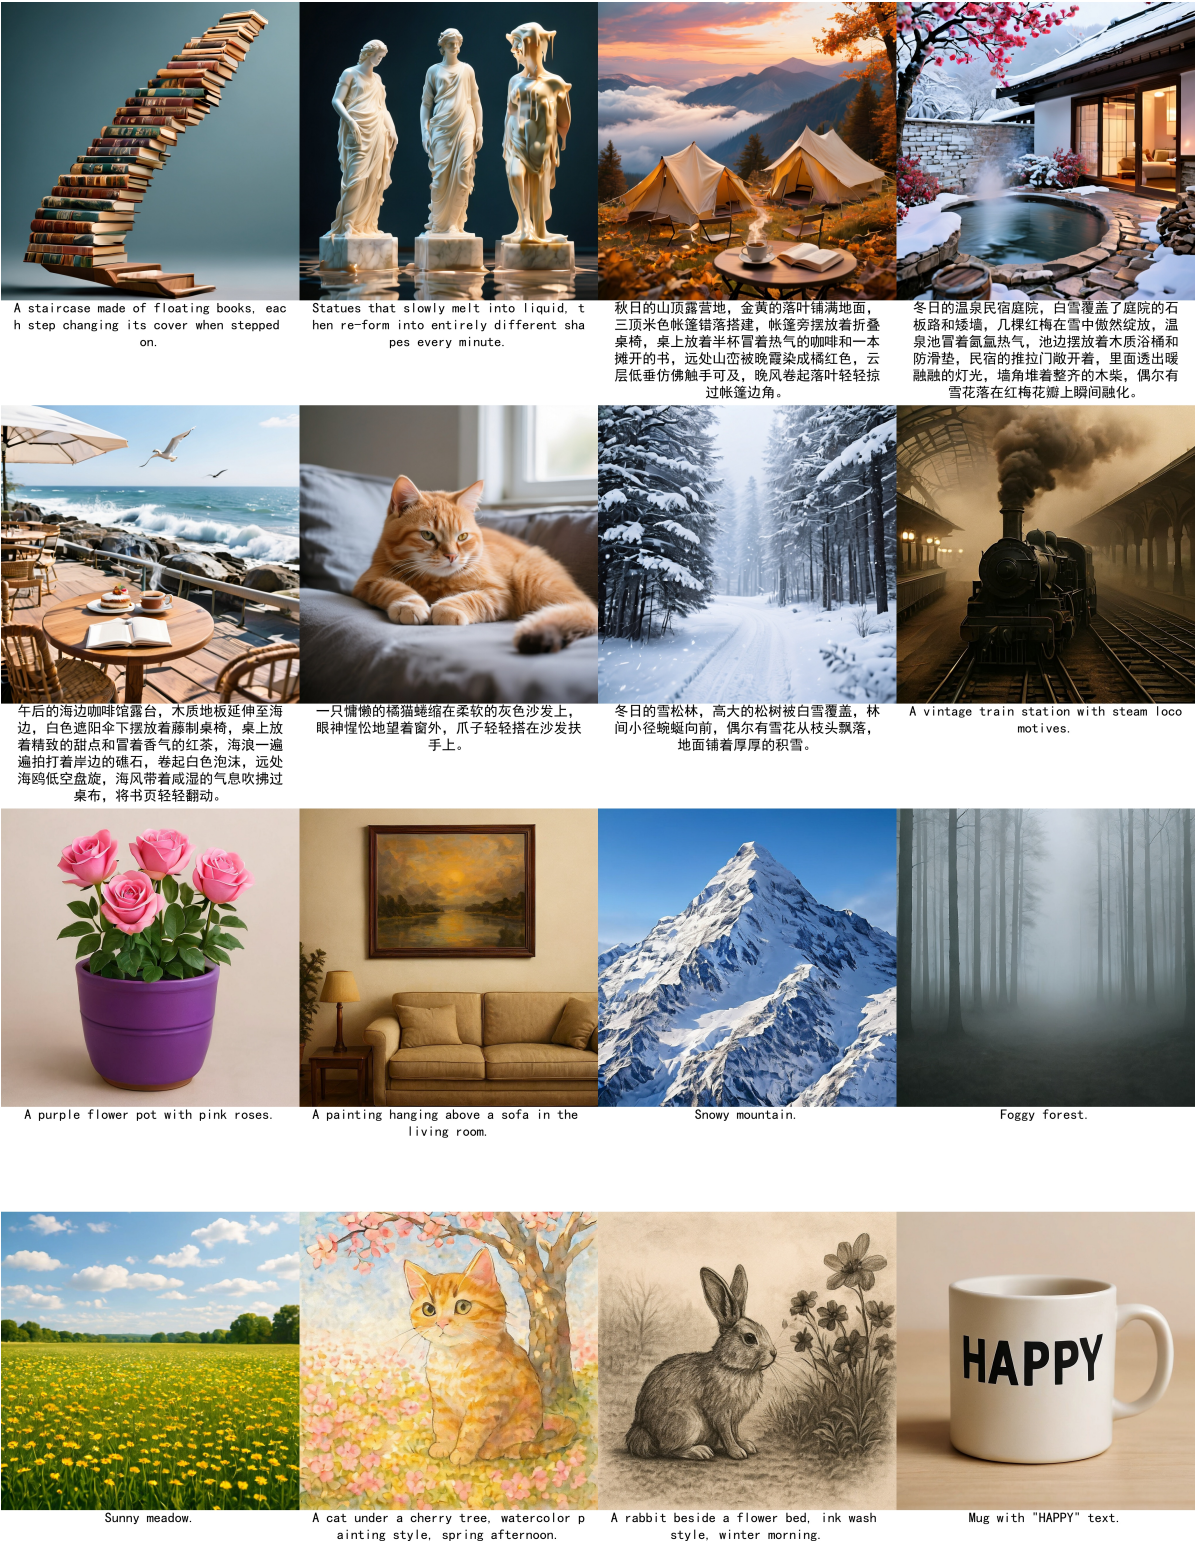 A staircase made of floating books, eac
h step changing its cover when stepped
on.
Statues that slowly melt into liquid, t
hen re-form into entirely different sha
pes every minute.
秋日的山顶露营地，金黄的落叶铺满地面，
三顶米色帐篷错落搭建，帐篷旁摆放着折叠
桌椅，桌上放着半杯冒着热气的咖啡和一本
摊开的书，远处山峦被晚霞染成橘红色，云
层低垂仿佛触手可及，晚风卷起落叶轻轻掠
过帐篷边角。
冬日的温泉民宿庭院，白雪覆盖了庭院的石
板路和矮墙，几棵红梅在雪中傲然绽放，温
泉池冒着氤氲热气，池边摆放着木质浴桶和
防滑垫，民宿的推拉门敞开着，里面透出暖
融融的灯光，墙角堆着整齐的木柴，偶尔有
雪花落在红梅花瓣上瞬间融化。
午后的海边咖啡馆露台，木质地板延伸至海
边，白色遮阳伞下摆放着藤制桌椅，桌上放
着精致的甜点和冒着香气的红茶，海浪一遍
遍拍打着岸边的礁石，卷起白色泡沫，远处
海鸥低空盘旋，海风带着咸湿的气息吹拂过
桌布，将书页轻轻翻动。
一只慵懒的橘猫蜷缩在柔软的灰色沙发上，
眼神惺忪地望着窗外，爪子轻轻搭在沙发扶
手上。
冬日的雪松林，高大的松树被白雪覆盖，林
间小径蜿蜒向前，偶尔有雪花从枝头飘落，
地面铺着厚厚的积雪。
A vintage train station with steam loco
motives.
A purple flower pot with pink roses.
A painting hanging above a sofa in the
living room.
Snowy mountain.
Foggy forest.
HAPPY
Sunny meadow.
A cat under a cherry tree, watercolor p
ainting style, spring afternoon.
A rabbit beside a flower bed, ink wash
style, winter morning.
Mug with "HAPPY" text.